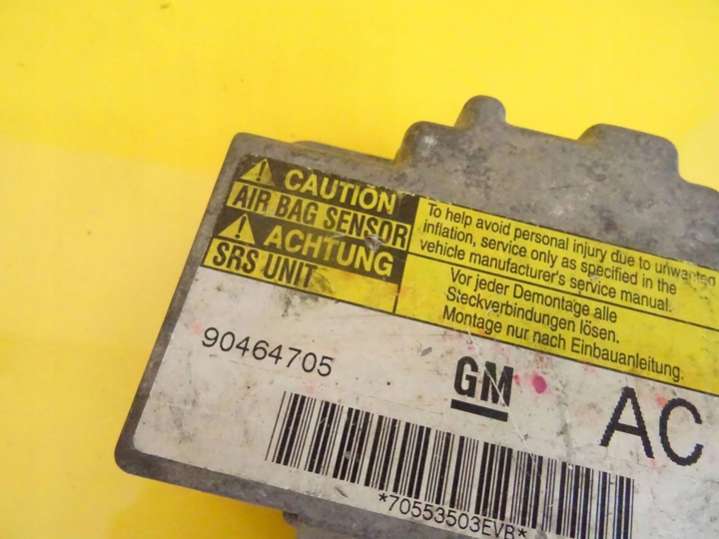 CAUTION
AIR BAG SENSOR
ACHTUNG
SRS UNIT
To help avoid personal injury due to unwanted
inflation, service only as specified in the
vehicle manufacturer's service manual.
Vor jeder Demontage alle
Steckverbindungen lösen.
Montage nur nach Einbauanleitung.
90464705
GM
AC
*70553503EVB*